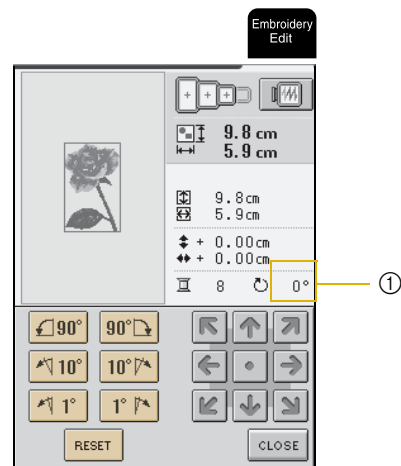 Embroidery
Edit
9.8 cm
5.9 cm
9.8cm
5.9cm
+ 0.00cm
+ 0.00cm
8 0°
①
90° 90°
10° 10°
1° 1°
RESET CLOSE